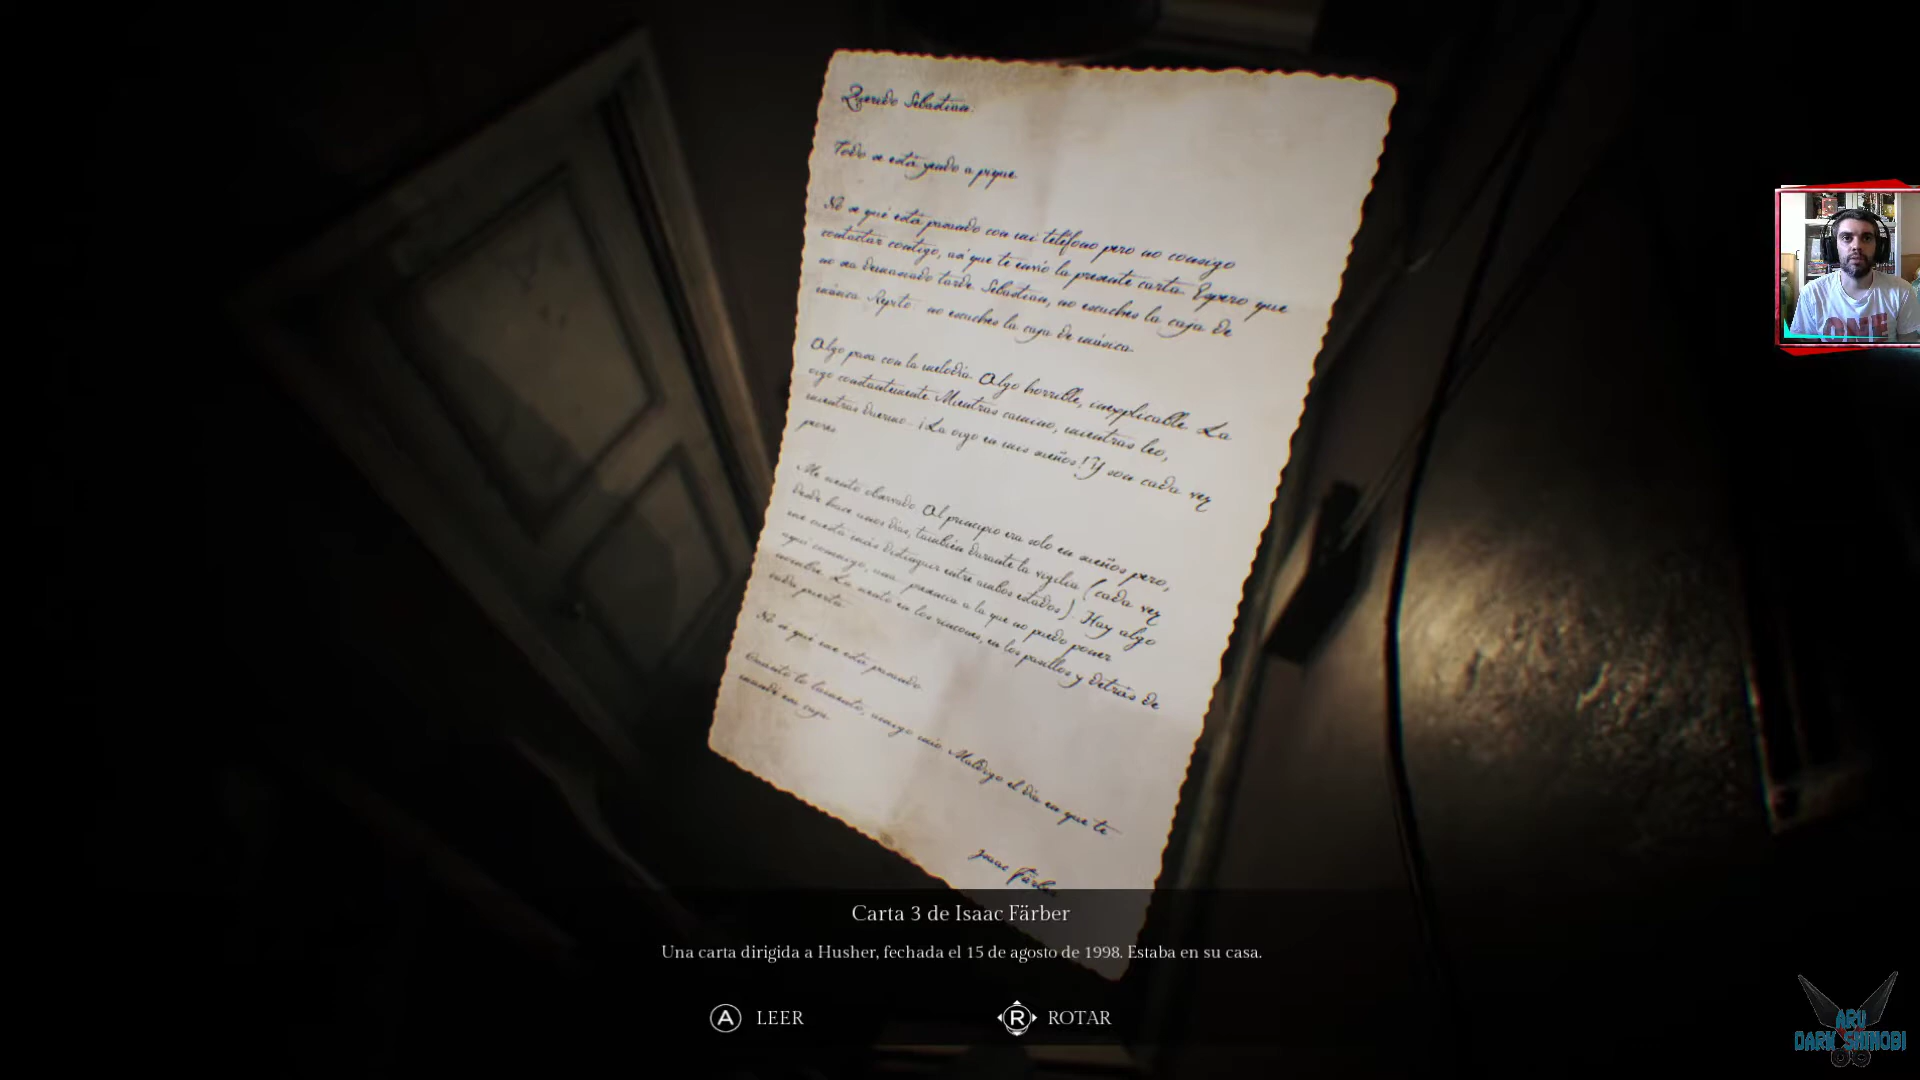 Querido Sebastian.
Todo se está yendo a pique.
No sé qué está pasando con mi teléfono pero no consigo
contactar contigo, así que te envío la presente carta. Espero que
no sea demasiado tarde. Sebastian, no escuches la caja de
música. Repito: no escuches la caja de música.
Algo pasa con la melodía. Algo horrible, inexplicable. La
oigo constantemente. Mientras camino, mientras leo,
mientras duermo... ¡La oigo en mis sueños! Y son cada vez
peores.
Me siento observado. Al principio era solo en sueños pero,
desde hace unos días, también durante la vigilia (cada vez
me cuesta más distinguir entre ambos estados). Hay algo
aquí conmigo, una presencia a la que no puedo poner
nombre. La siento en los rincones, en los pasillos y detrás de
cada puerta.
No sé qué me está pasando.
Cuánto lo lamento, amigo mío. Maldigo el día en que te
mandé esa caja.
Isaac Färber
Carta 3 de Isaac Färber
Una carta dirigida a Husher, fechada el 15 de agosto de 1998. Estaba en su casa.
A LEER
R ROTAR
ARU
DARK SHINOBI